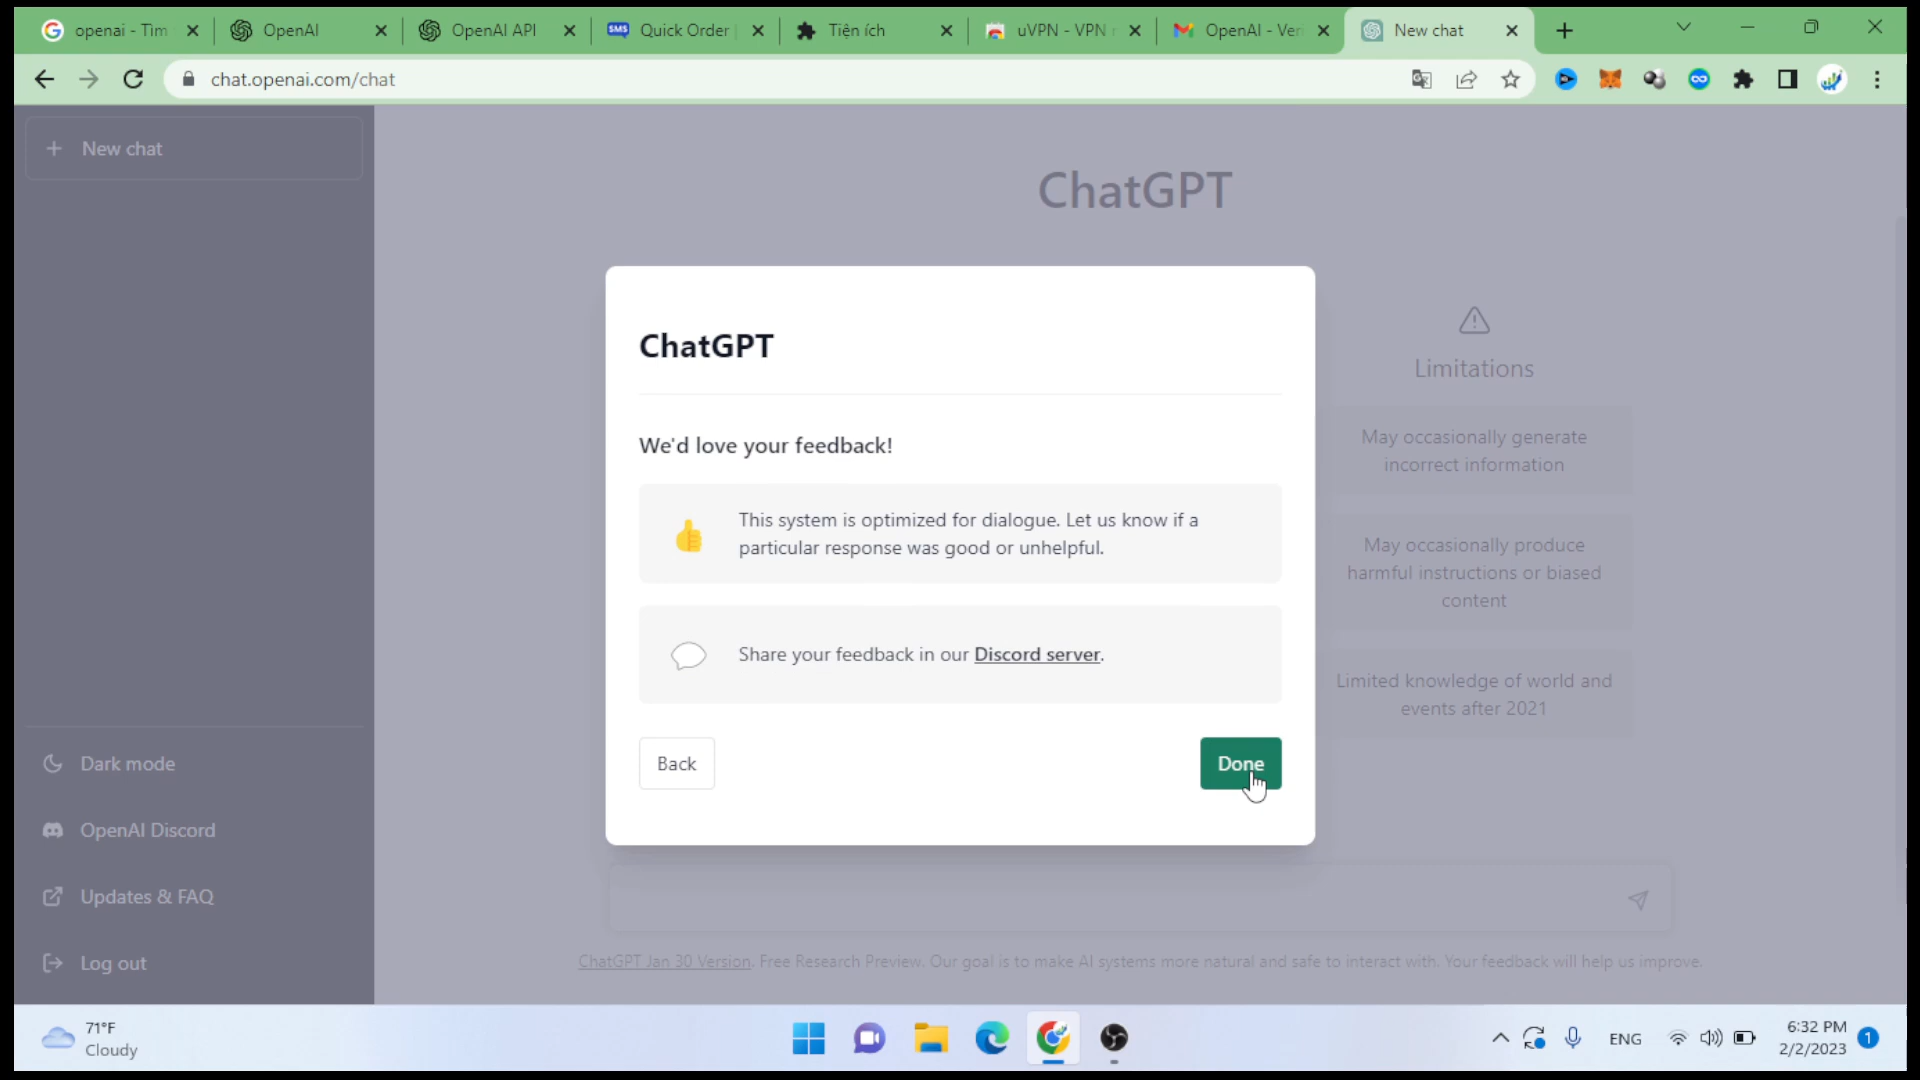 openai - Tìm
OpenAI
OpenAI API
SMS
Quick Order
Tiện ích
uVPN - VPN
OpenAI - Veri
New chat
chat.openai.com/chat
New chat
ChatGPT
Limitations
May occasionally generate
incorrect information
May occasionally produce
harmful instructions or biased
content
Limited knowledge of world and
events after 2021
ChatGPT
We'd love your feedback!
This system is optimized for dialogue. Let us know if a
particular response was good or unhelpful.
Share your feedback in our Discord server.
Back
Done
Dark mode
OpenAI Discord
Updates & FAQ
Log out
ChatGPT Jan 30 Version. Free Research Preview. Our goal is to make AI systems more natural and safe to interact with. Your feedback will help us improve.
71°F
Cloudy
ENG
6:32 PM
2/2/2023
1